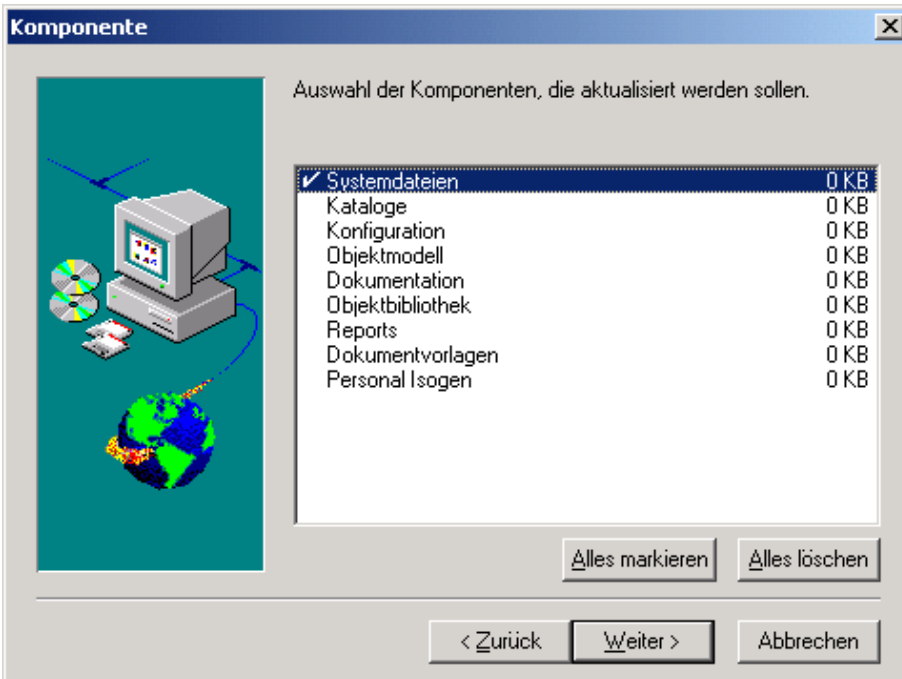 Komponente
Auswahl der Komponenten, die aktualisiert werden sollen.
Systemdateien 0 KB
Kataloge 0 KB
Konfiguration 0 KB
Objektmodell 0 KB
Dokumentation 0 KB
Objektbibliothek 0 KB
Reports 0 KB
Dokumentvorlagen 0 KB
Personal Isogen 0 KB
Alles markieren Alles löschen
< Zurück Weiter > Abbrechen